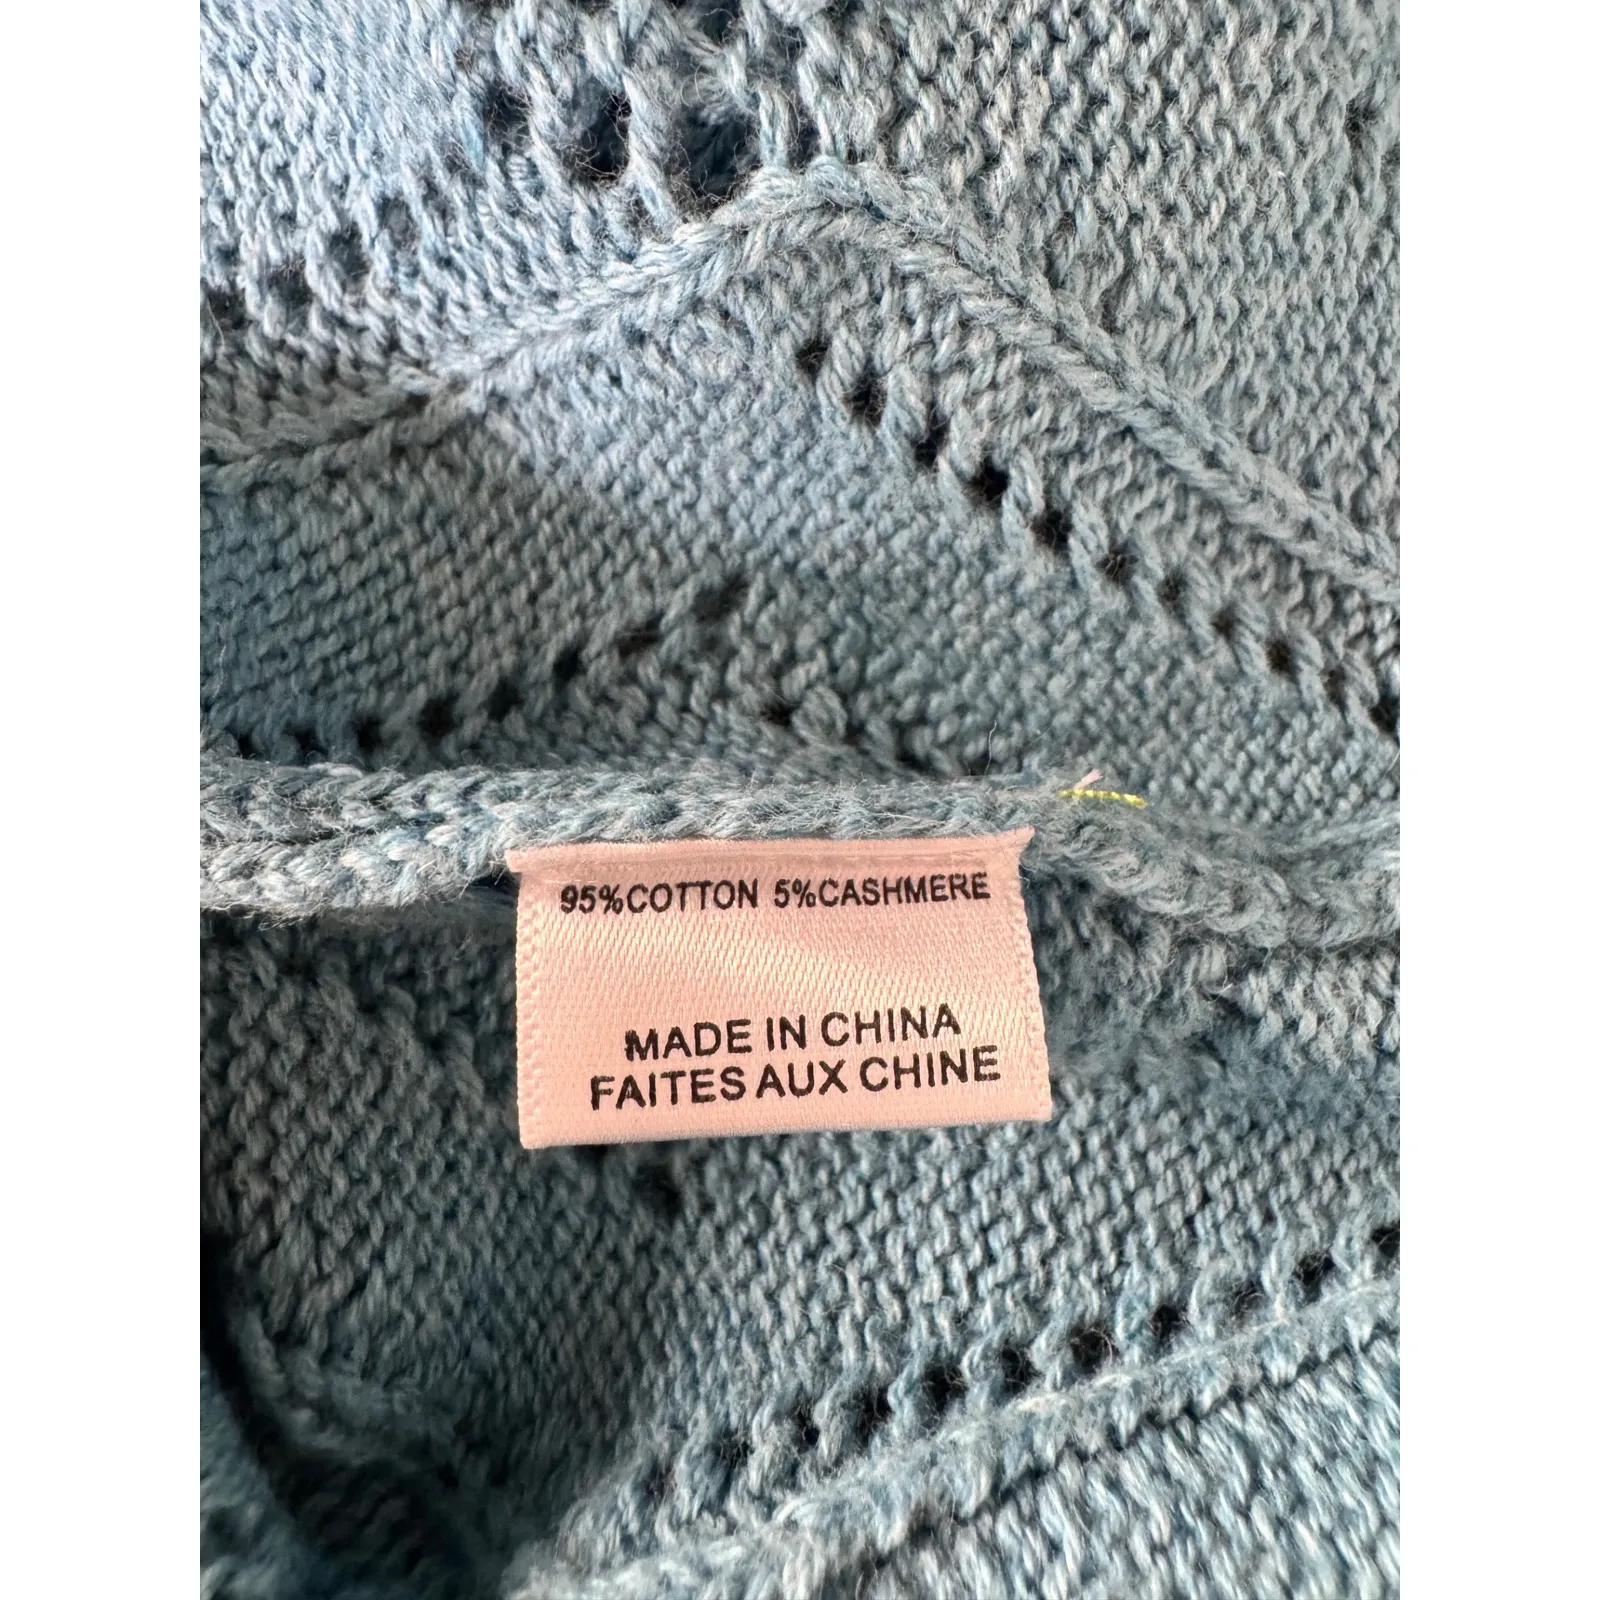 95%COTTON 5%CASHMERE
MADE IN CHINA
FAITES AUX CHINE